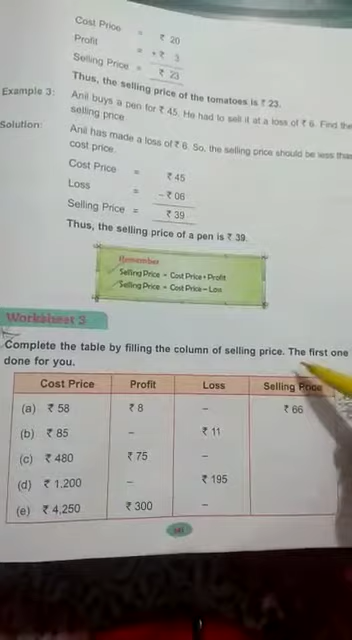 Cost Price = ₹ 20
Profit = + ₹ 3
Selling Price = ₹ 23
Thus, the selling price of the tomatoes is ₹ 23.
Example 3: Anil buys a pen for ₹ 45. He had to sell it at a loss of ₹ 6. Find the
selling price.
Solution: Anil has made a loss of ₹ 6. So, the selling price should be less than
cost price.
Cost Price = ₹ 45
Loss = – ₹ 06
Selling Price = ₹ 39
Thus, the selling price of a pen is ₹ 39.
Remember
Selling Price = Cost Price + Profit
Selling Price = Cost Price – Loss
Worksheet 3
Complete the table by filling the column of selling price. The first one
done for you.
Cost Price Profit Loss Selling Price
(a) ₹ 58 ₹ 8 – ₹ 66
(b) ₹ 85 – ₹ 11
(c) ₹ 480 ₹ 75 –
(d) ₹ 1,200 – ₹ 195
(e) ₹ 4,250 ₹ 300 –